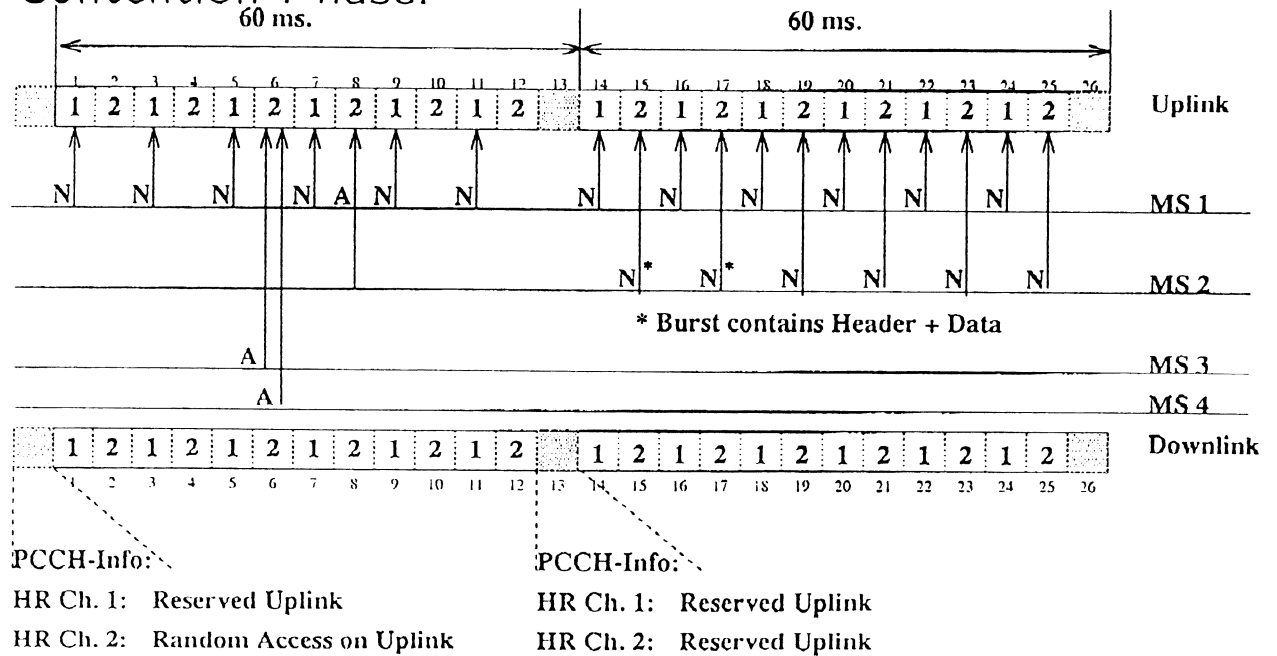 Contention Phase:
60 ms. 60 ms.
1 2 3 4 5 6 7 8 9 10 11 12 13 14 15 16 17 18 19 20 21 22 23 24 25 26
1 2 1 2 1 2 1 2 1 2 1 2 1 2 1 2 1 2 1 2 1 2 1 2 Uplink
N N N N A N N N N N N N N MS 1
N* N* N N N N MS 2
* Burst contains Header + Data
A MS 3
A MS 4
1 2 1 2 1 2 1 2 1 2 1 2 1 2 1 2 1 2 1 2 1 2 1 2 Downlink
1 2 3 4 5 6 7 8 9 10 11 12 13 14 15 16 17 18 19 20 21 22 23 24 25 26
PCCH-Info: PCCH-Info:
HR Ch. 1: Reserved Uplink HR Ch. 1: Reserved Uplink
HR Ch. 2: Random Access on Uplink HR Ch. 2: Reserved Uplink